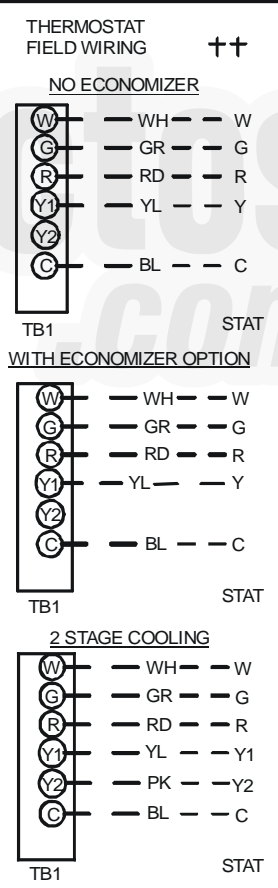 THERMOSTAT
FIELD WIRING ++
NO ECONOMIZER
W WH W
G GR G
R RD R
Y1 YL Y
Y2
C BL C
TB1 STAT
WITH ECONOMIZER OPTION
W WH W
G GR G
R RD R
Y1 YL Y
Y2
C BL C
TB1 STAT
2 STAGE COOLING
W WH W
G GR G
R RD R
Y1 YL Y1
Y2 PK Y2
C BL C
TB1 STAT